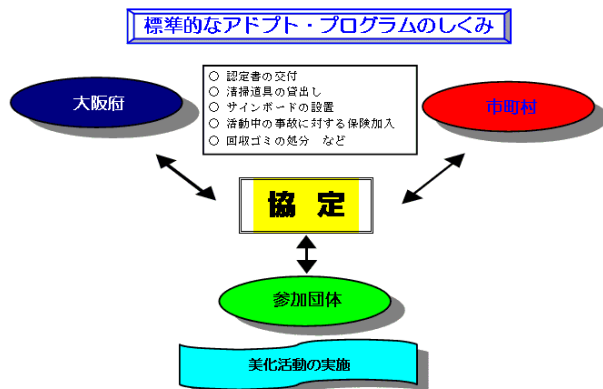 標準的なアドプト・プログラムのしくみ
大阪府
○ 認定書の交付
○ 清掃道具の貸出し
○ サインボードの設置
○ 活動中の事故に対する保険加入
○ 回収ゴミの処分 など
市町村
協 定
参加団体
美化活動の実施